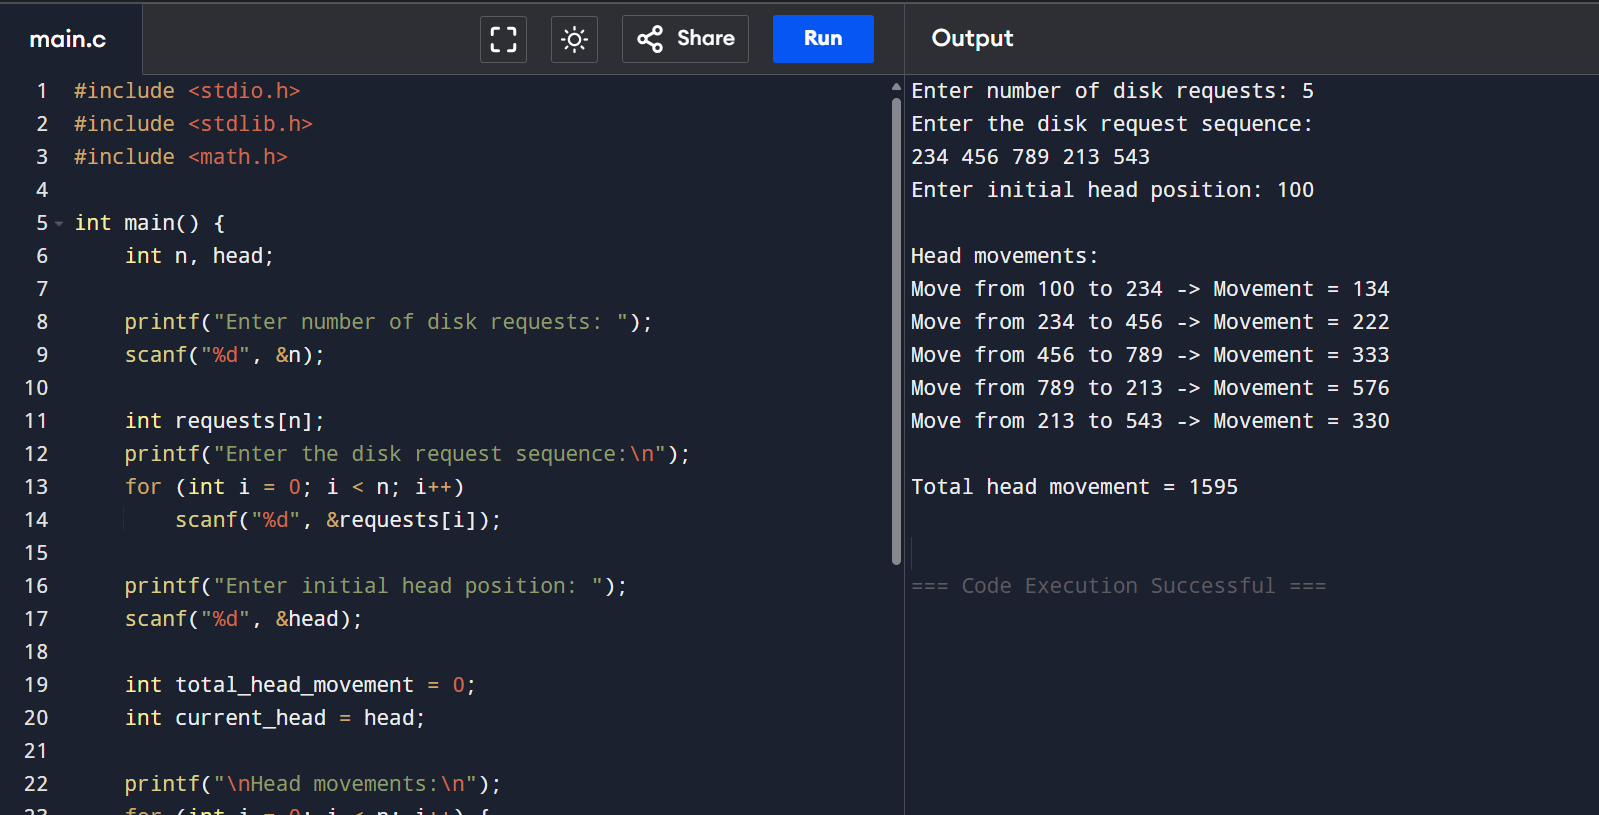 main.c
Share
Run
Output
1 #include <stdio.h>
2 #include <stdlib.h>
3 #include <math.h>
4
5 int main() {
6 int n, head;
7
8 printf("Enter number of disk requests: ");
9 scanf("%d", &n);
10
11 int requests[n];
12 printf("Enter the disk request sequence:\n");
13 for (int i = 0; i < n; i++)
14 scanf("%d", &requests[i]);
15
16 printf("Enter initial head position: ");
17 scanf("%d", &head);
18
19 int total_head_movement = 0;
20 int current_head = head;
21
22 printf("\nHead movements:\n");
23 for (int i = 0; i < n; i++) {
Enter number of disk requests: 5
Enter the disk request sequence:
234 456 789 213 543
Enter initial head position: 100
Head movements:
Move from 100 to 234 -> Movement = 134
Move from 234 to 456 -> Movement = 222
Move from 456 to 789 -> Movement = 333
Move from 789 to 213 -> Movement = 576
Move from 213 to 543 -> Movement = 330
Total head movement = 1595
=== Code Execution Successful ===